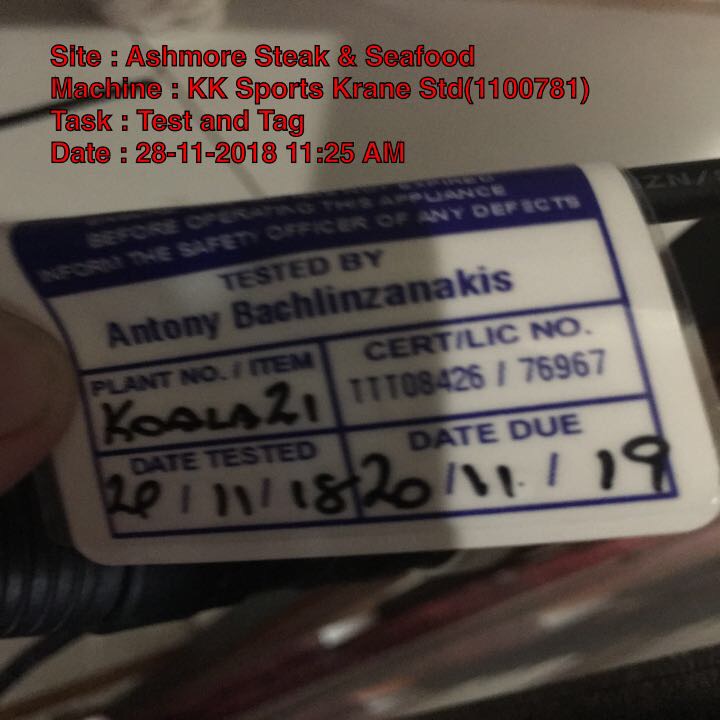 Site : Ashmore Steak & Seafood
Machine : KK Sports Krane Std(1100781)
Task : Test and Tag
Date : 28-11-2018 11:25 AM
ZN/S
BEFORE OPERATING THIS APPLIANCE
INFORM THE SAFETY OFFICER OF ANY DEFECTS
TESTED BY
Antony Bachlinzanakis
PLANT NO. / ITEM
KOALA21
CERT/LIC NO.
TTT08426 / 76967
DATE TESTED
20 / 11 / 18
DATE DUE
20 / 11 / 19